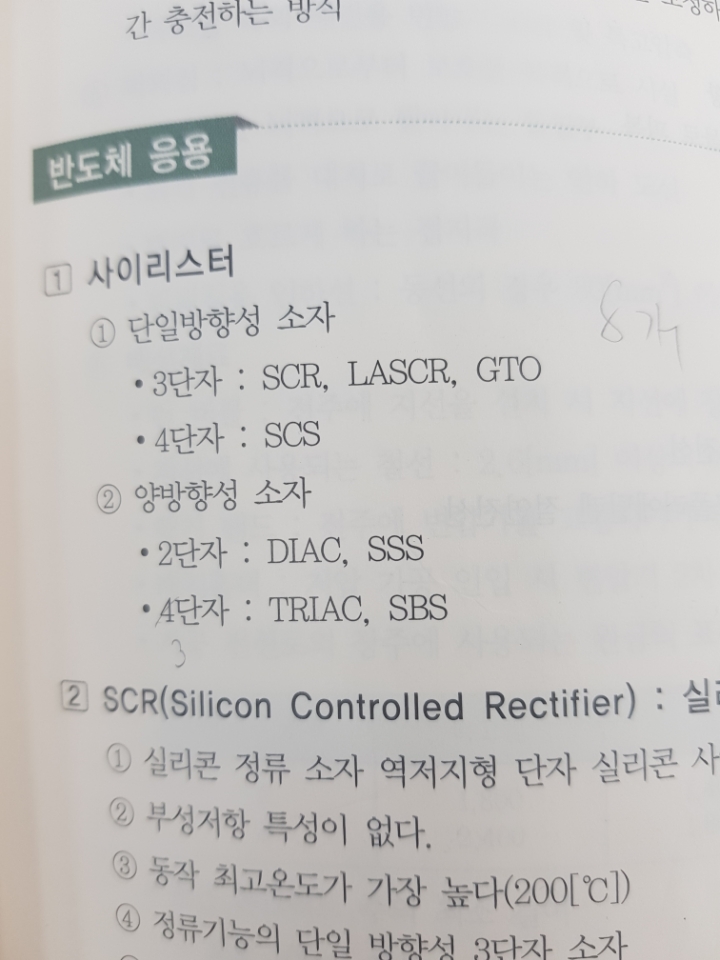 간 충전하는 방식
반도체 응용
1 사이리스터
① 단일방향성 소자
8개
• 3단자 : SCR, LASCR, GTO
• 4단자 : SCS
② 양방향성 소자
• 2단자 : DIAC, SSS
• 4단자 : TRIAC, SBS
3
2 SCR(Silicon Controlled Rectifier) : 실리
① 실리콘 정류 소자 역저지형 단자 실리콘 사
② 부성저항 특성이 없다.
③ 동작 최고온도가 가장 높다(200[℃])
④ 정류기능의 단일 방향성 3단자 소자